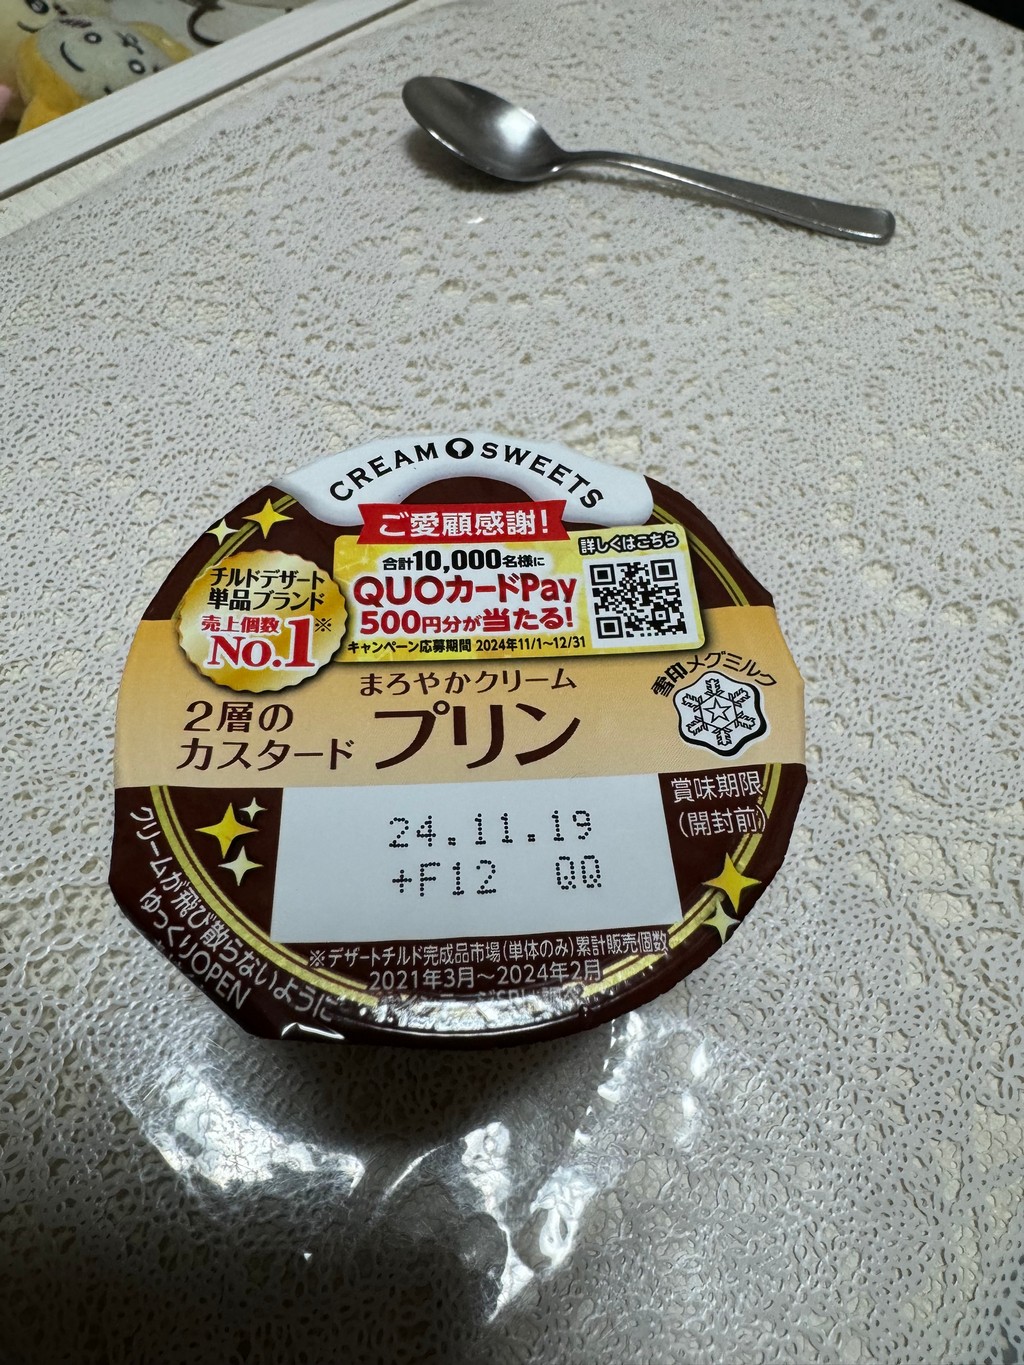 CREAM SWEETS
ご愛顧感謝!
合計10,000名様に
QUOカードPay
500円分が当たる!
キャンペーン応募期間 2024年11/1〜12/31
詳しくはこちら
チルドデザート
単品ブランド
売上個数※
No.1
まろやかクリーム
2層の
カスタード
プリン
雪印メグミルク
賞味期限
(開封前)
24.11.19
+F12 QQ
クリームが飛び散らないように
ゆっくりOPEN
※デザートチルド完成品市場(単体のみ)累計販売個数
2021年3月〜2024年2月